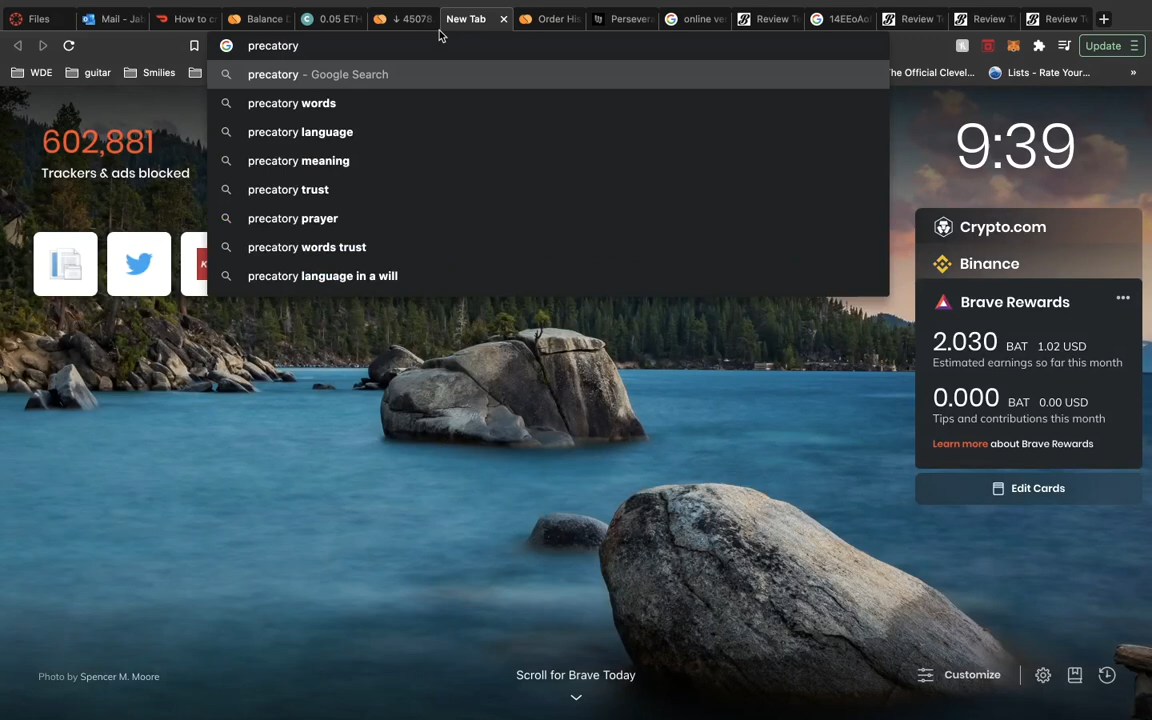 Files
Mail - Ja
How to c
Balance
0.05 ETH
↓ 45078.
New Tab
Order His
Persever
online ve
Review T
14EEoAo
Review T
Review T
Review T
precatory
Update
WDE
guitar
Smilies
he Official Clevel...
Lists - Rate Your...
»
precatory - Google Search
precatory words
precatory language
precatory meaning
precatory trust
precatory prayer
precatory words trust
precatory language in a will
602,881
Trackers & ads blocked
9:39
Crypto.com
Binance
Brave Rewards
2.030 BAT 1.02 USD
Estimated earnings so far this month
0.000 BAT 0.00 USD
Tips and contributions this month
Learn more about Brave Rewards
Edit Cards
Photo by Spencer M. Moore
Scroll for Brave Today
Customize